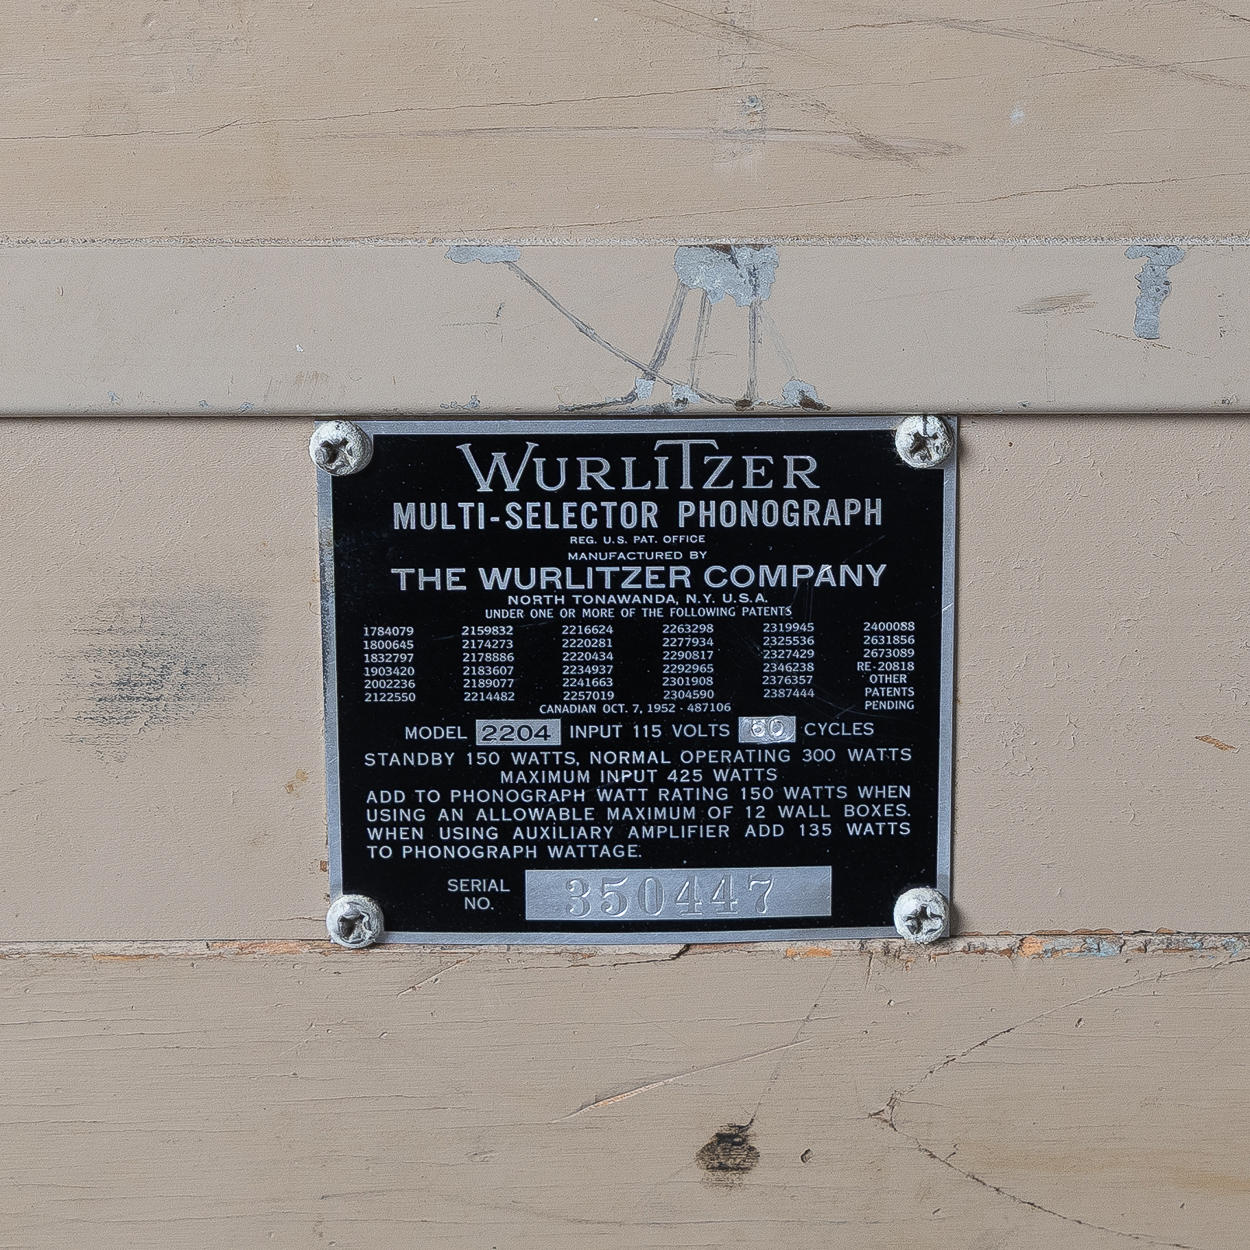 WURLITZER
MULTI-SELECTOR PHONOGRAPH
REG. U.S. PAT. OFFICE
MANUFACTURED BY
THE WURLITZER COMPANY
NORTH TONAWANDA, N.Y. U.S.A.
UNDER ONE OR MORE OF THE FOLLOWING PATENTS
1784079 2159832 2216624 2263298 2319945 2400088
1800645 2174273 2220281 2277934 2325536 2631856
1832797 2178886 2220434 2290817 2327429 2673089
1903420 2183607 2234937 2292965 2346238 RE-20818
2002236 2189077 2241663 2301908 2376357 OTHER
2122550 2214482 2257019 2304590 2387444 PATENTS
CANADIAN OCT. 7, 1952 - 487106 PENDING
MODEL 2204 INPUT 115 VOLTS 60 CYCLES
STANDBY 150 WATTS, NORMAL OPERATING 300 WATTS
MAXIMUM INPUT 425 WATTS
ADD TO PHONOGRAPH WATT RATING 150 WATTS WHEN
USING AN ALLOWABLE MAXIMUM OF 12 WALL BOXES.
WHEN USING AUXILIARY AMPLIFIER ADD 135 WATTS
TO PHONOGRAPH WATTAGE.
SERIAL
NO. 350447